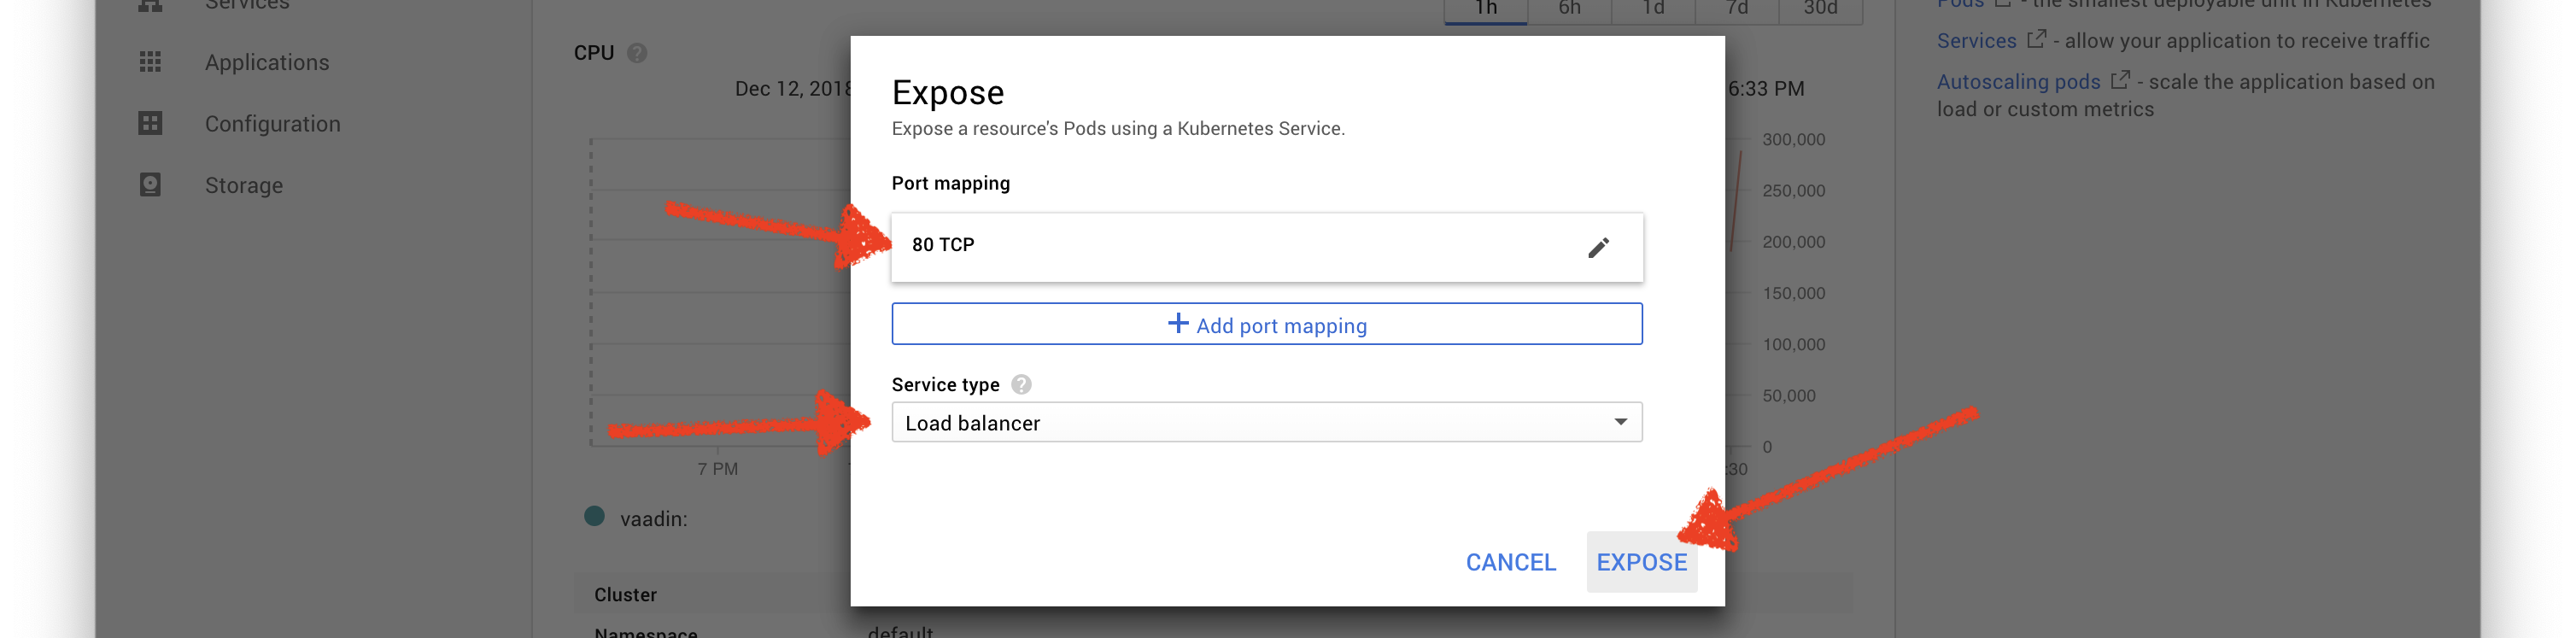 Services
Applications
Configuration
Storage
1h 6h 1d 7d 30d
CPU ?
Dec 12, 2018
6:33 PM
300,000
250,000
200,000
150,000
100,000
50,000
0
7 PM
:30
vaadin:
Cluster
Namespace default
Expose
Expose a resource's Pods using a Kubernetes Service.
Port mapping
80 TCP
+ Add port mapping
Service type ?
Load balancer
CANCEL EXPOSE
Pods - the smallest deployable unit in Kubernetes
Services - allow your application to receive traffic
Autoscaling pods - scale the application based on
load or custom metrics